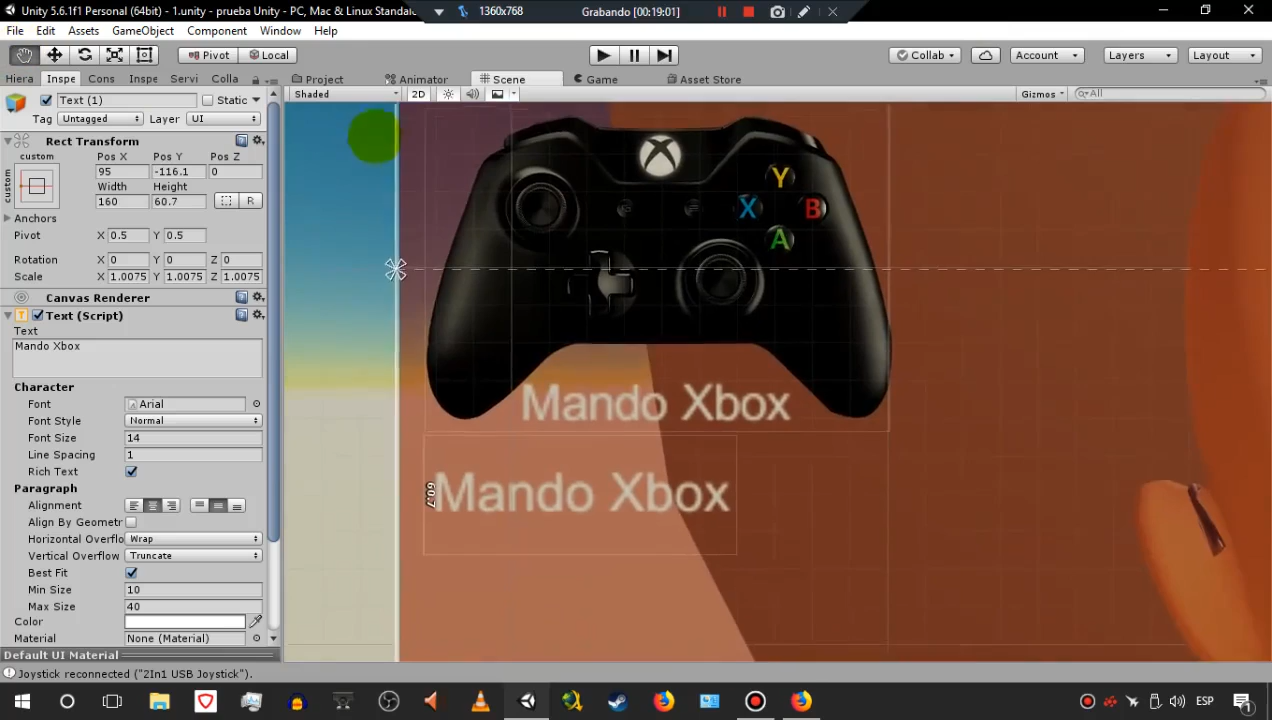 Unity 5.6.1f1 Personal (64bit) - 1.unity - prueba Unity - PC, Mac & Linux Standalo
1360x768
Grabando [00:19:01]
File Edit Assets GameObject Component Window Help
Pivot Local Collab Account Layers Layout
Hiera Inspe Cons Inspe Servi Colla Project Animator Scene Game Asset Store
Shaded 2D Gizmos All
Text (1) Static
Tag Untagged Layer UI
Rect Transform
custom Pos X Pos Y Pos Z
custom 95 -116.1 0
Width Height
160 60.7 R
Anchors
Pivot X 0.5 Y 0.5
Rotation X 0 Y 0 Z 0
Scale X 1.0075 Y 1.0075 Z 1.0075
Canvas Renderer
Text (Script)
Text
Mando Xbox
Character
Font Arial
Font Style Normal
Font Size 14
Line Spacing 1
Rich Text
Paragraph
Alignment
Align By Geometr
Horizontal Overflo Wrap
Vertical Overflow Truncate
Best Fit
Min Size 10
Max Size 40
Color
Material None (Material)
Default UI Material
Y
X B
A
Mando Xbox
60.7 Mando Xbox
Joystick reconnected ("2In1 USB Joystick").
ESP
1